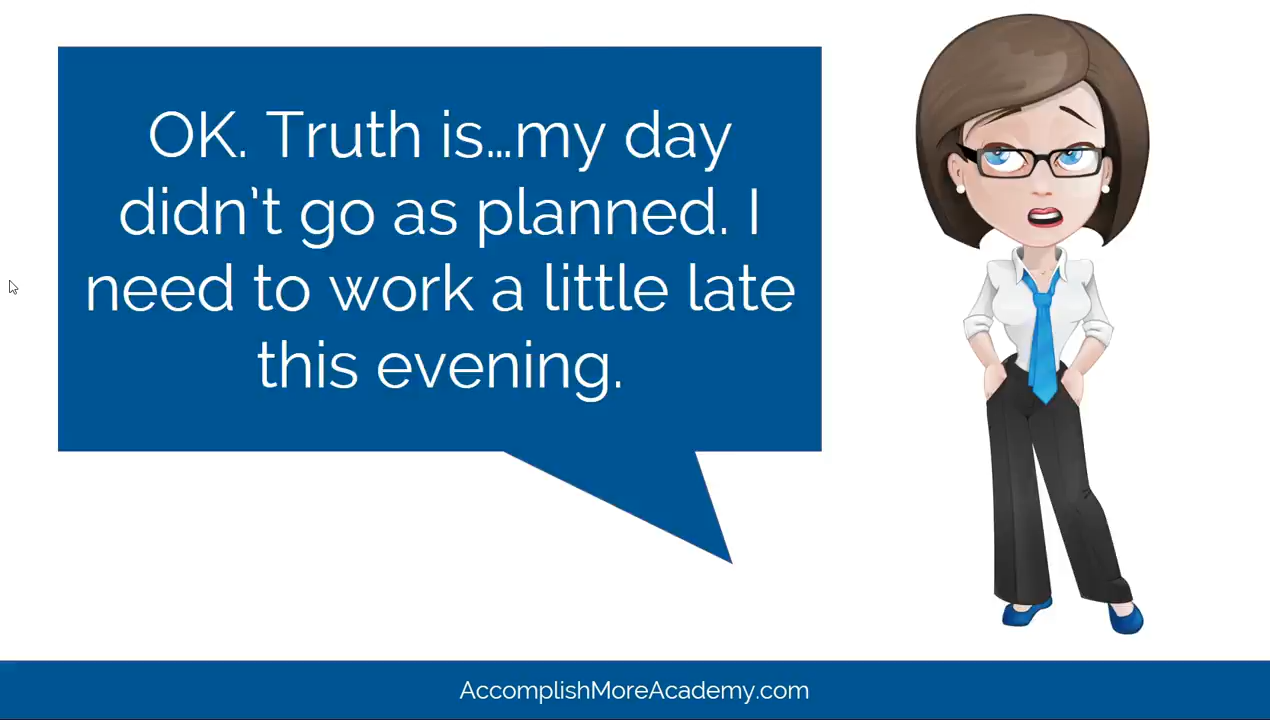 OK. Truth is...my day
didn't go as planned. I
need to work a little late
this evening.
AccomplishMoreAcademy.com